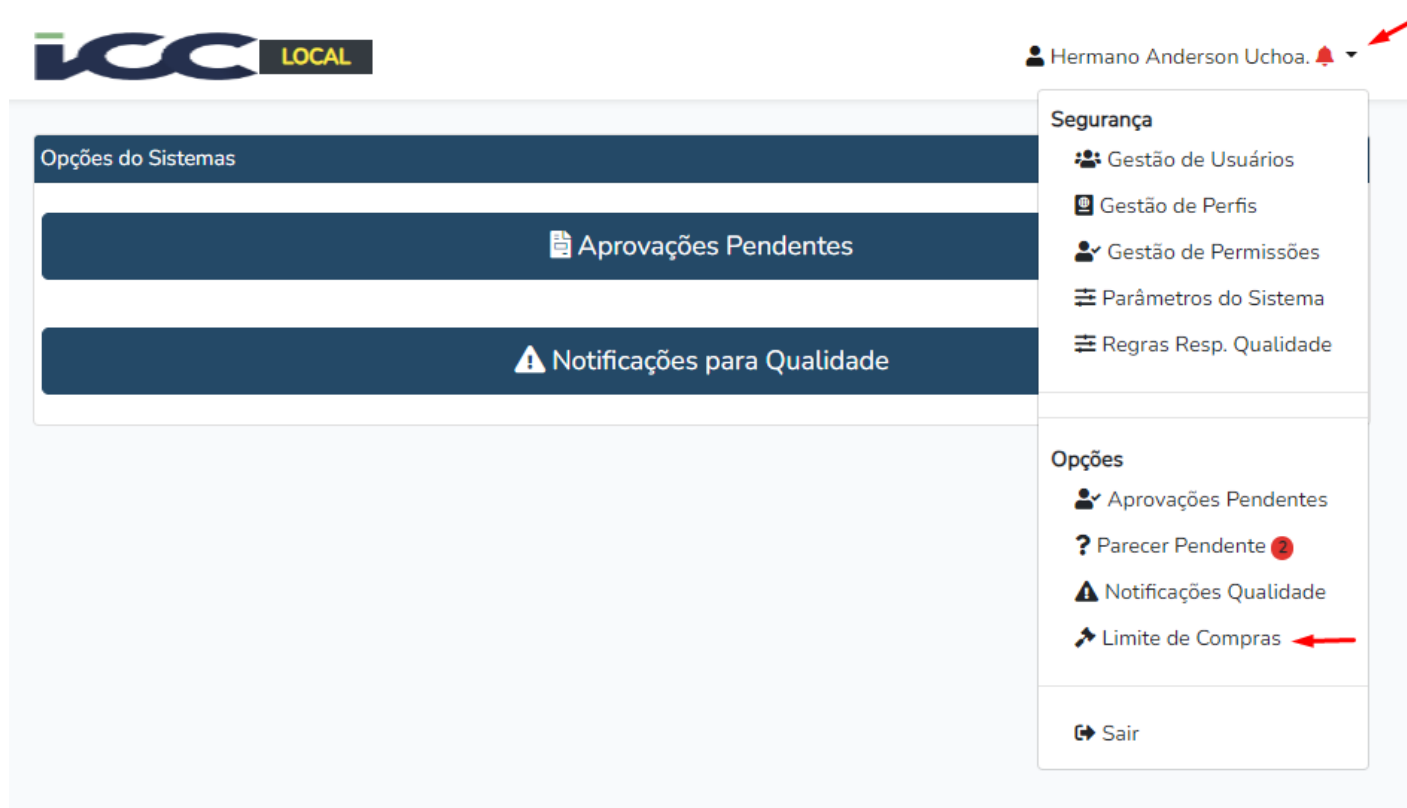 icc LOCAL
Hermano Anderson Uchoa.
Opções do Sistemas
Aprovações Pendentes
Notificações para Qualidade
Segurança
Gestão de Usuários
Gestão de Perfis
Gestão de Permissões
Parâmetros do Sistema
Regras Resp. Qualidade
Opções
Aprovações Pendentes
? Parecer Pendente 2
Notificações Qualidade
Limite de Compras
Sair